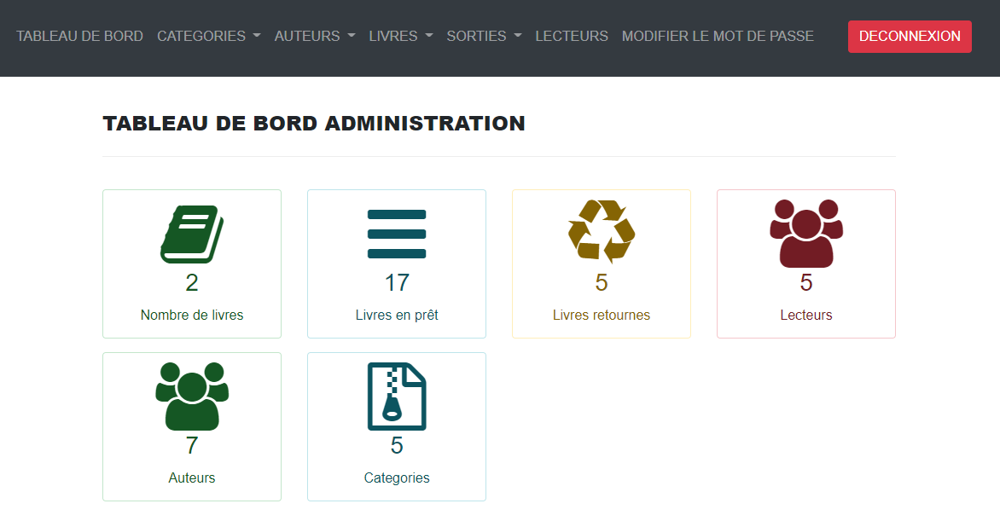 TABLEAU DE BORD CATEGORIES AUTEURS LIVRES SORTIES LECTEURS MODIFIER LE MOT DE PASSE DECONNEXION
TABLEAU DE BORD ADMINISTRATION
2
Nombre de livres
17
Livres en prêt
5
Livres retournes
5
Lecteurs
7
Auteurs
5
Categories